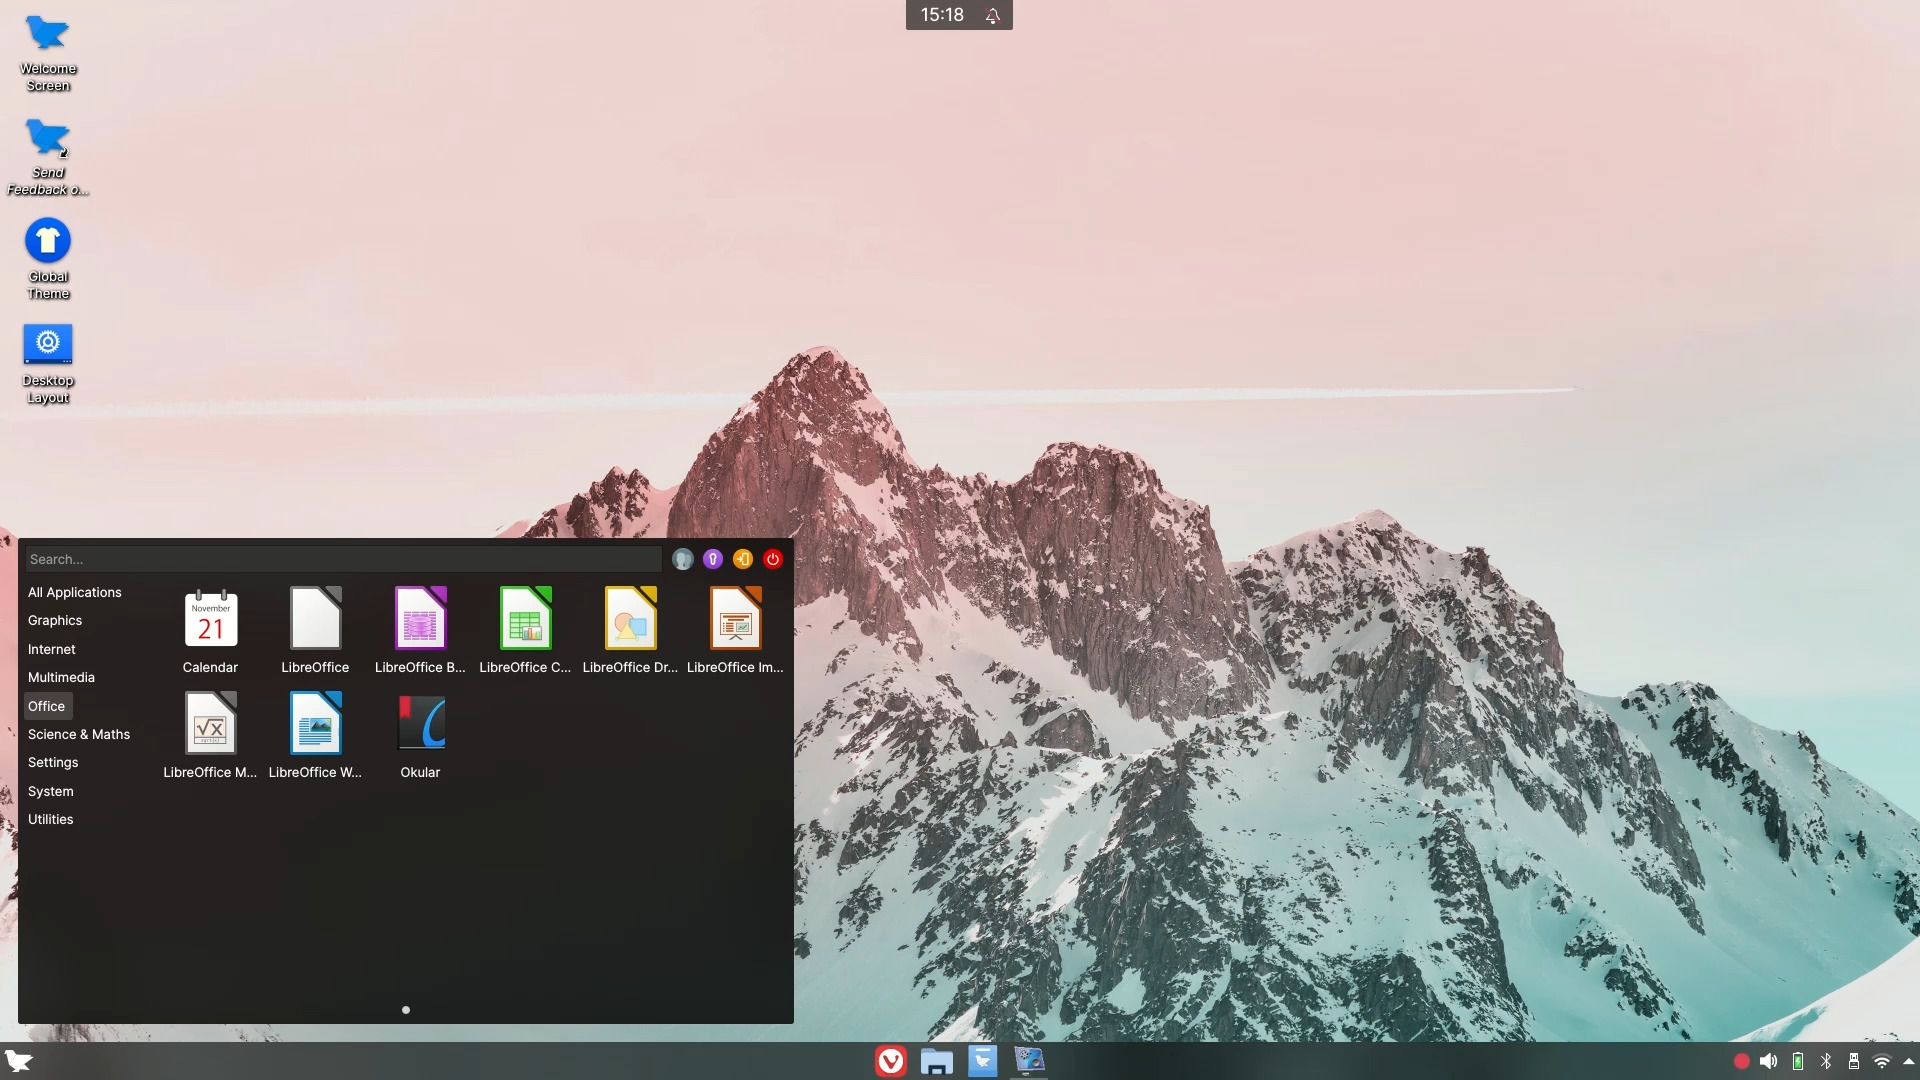 15:18
Welcome
Screen
Send
Feedback o...
Global
Theme
Desktop
Layout
Search...
All Applications
Graphics
Internet
Multimedia
Office
Science & Maths
Settings
System
Utilities
November
21
Calendar
LibreOffice
LibreOffice B...
LibreOffice C...
LibreOffice Dr...
LibreOffice Im...
√x
LibreOffice M...
LibreOffice W...
Okular